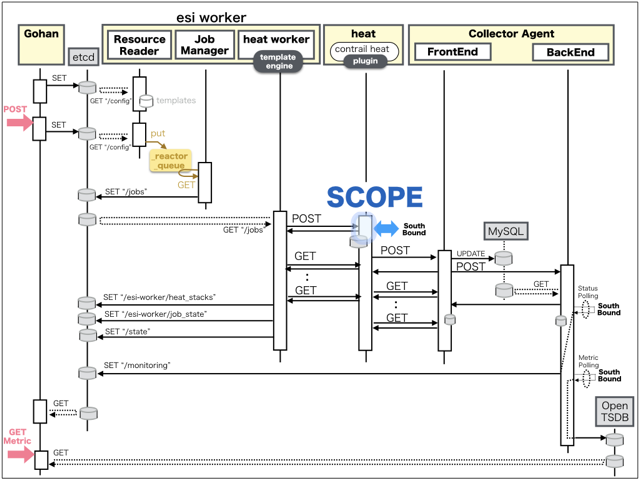 esi worker
Gohan
etcd
Resource
Reader
Job
Manager
heat worker
template
engine
heat
contrail heat
plugin
Collector Agent
FrontEnd
BackEnd
SET
GET "/config"
templates
POST
SET
GET "/config"
put
_reactor
_queue
GET
SET "/jobs"
GET "/jobs
POST
SCOPE
South
Bound
MySQL
POST
UPDATE
GET
POST
:
GET
GET
GET
:
GET
Status
Polling
South
Bound
SET "/esi-worker/heat_stacks
SET "/esi-worker/job_state)
SET "/state"
SET "/monitoring"
Metric
Polling
South
Bound
GET
Open
TSDB
GET
Metric
GET